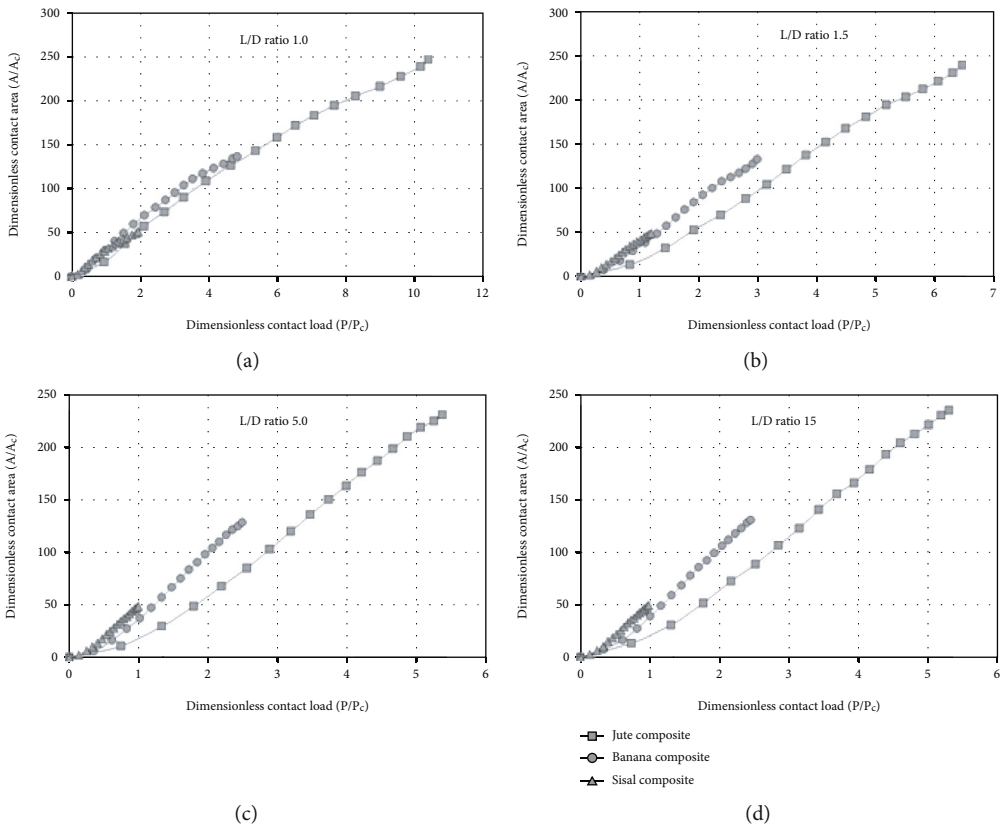 L/D ratio 1.0
Dimensionless contact area (A/Ac)
300
250
200
150
100
50
0
0 2 4 6 8 10 12
Dimensionless contact load (P/Pc)
(a)
L/D ratio 1.5
Dimensionless contact area (A/Ac)
300
250
200
150
100
50
0
0 1 2 3 4 5 6 7
Dimensionless contact load (P/Pc)
(b)
L/D ratio 5.0
Dimensionless contact area (A/Ac)
250
200
150
100
50
0
0 1 2 3 4 5 6
Dimensionless contact load (P/Pc)
(c)
L/D ratio 15
Dimensionless contact area (A/Ac)
250
200
150
100
50
0
0 1 2 3 4 5 6
Dimensionless contact load (P/Pc)
Jute composite
Banana composite
Sisal composite
(d)